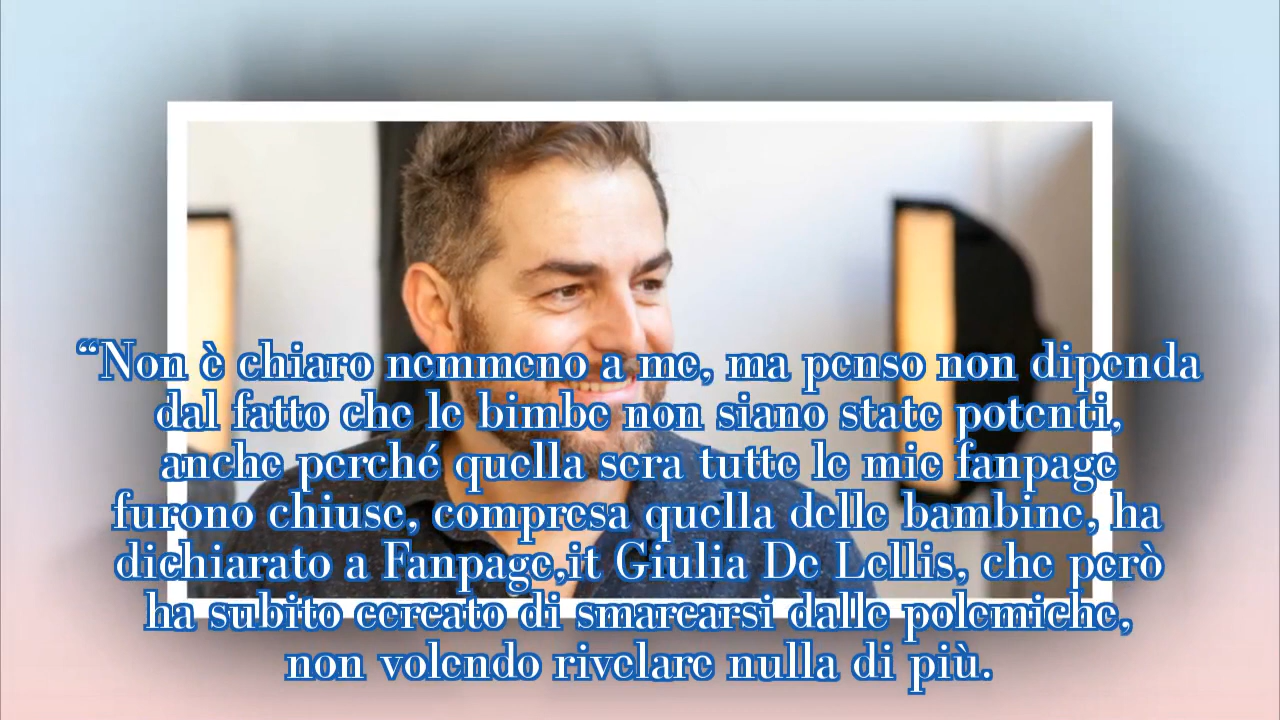 “Non è chiaro nemmeno a me, ma penso non dipenda
dal fatto che le bimbe non siano state potenti,
anche perché quella sera tutte le mie fanpage
furono chiuse, compresa quella delle bambine, ha
dichiarato a Fanpage,it Giulia De Lellis, che però
ha subito cercato di smarcarsi dalle polemiche,
non volendo rivelare nulla di più.